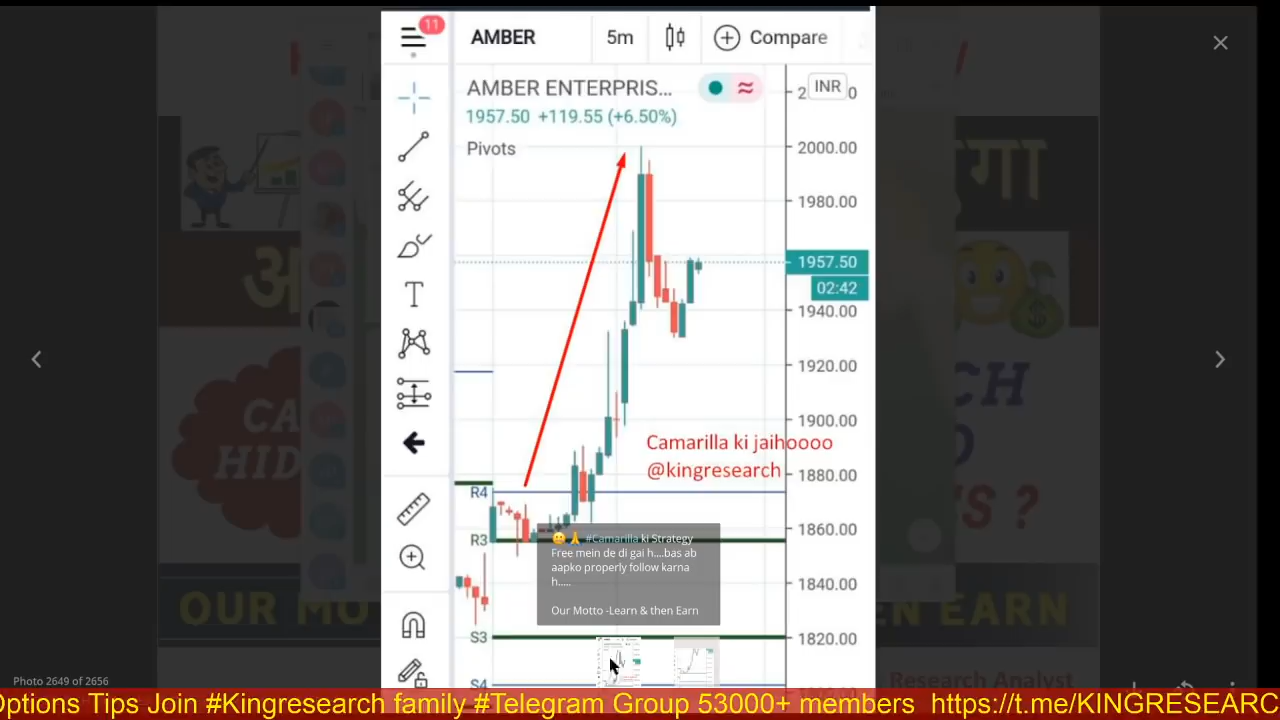 11
AMBER
5m
Compare
AMBER ENTERPRIS...
INR
1957.50 +119.55 (+6.50%)
Pivots
2000.00
1980.00
1957.50
02:42
1940.00
1920.00
1900.00
Camarilla ki jaihoooo
@kingresearch
1880.00
R4
1860.00
R3
😊 🙏 #Camarilla ki Strategy
Free mein de di gai h....bas ab
aapko properly follow karna
h.....
Our Motto -Learn & then Earn
1840.00
S3
1820.00
S4
OUR MO
EN EARN
Photo 2649 of 2656
Options Tips Join #Kingresearch family #Telegram Group 53000+ members https://t.me/KINGRESEARC